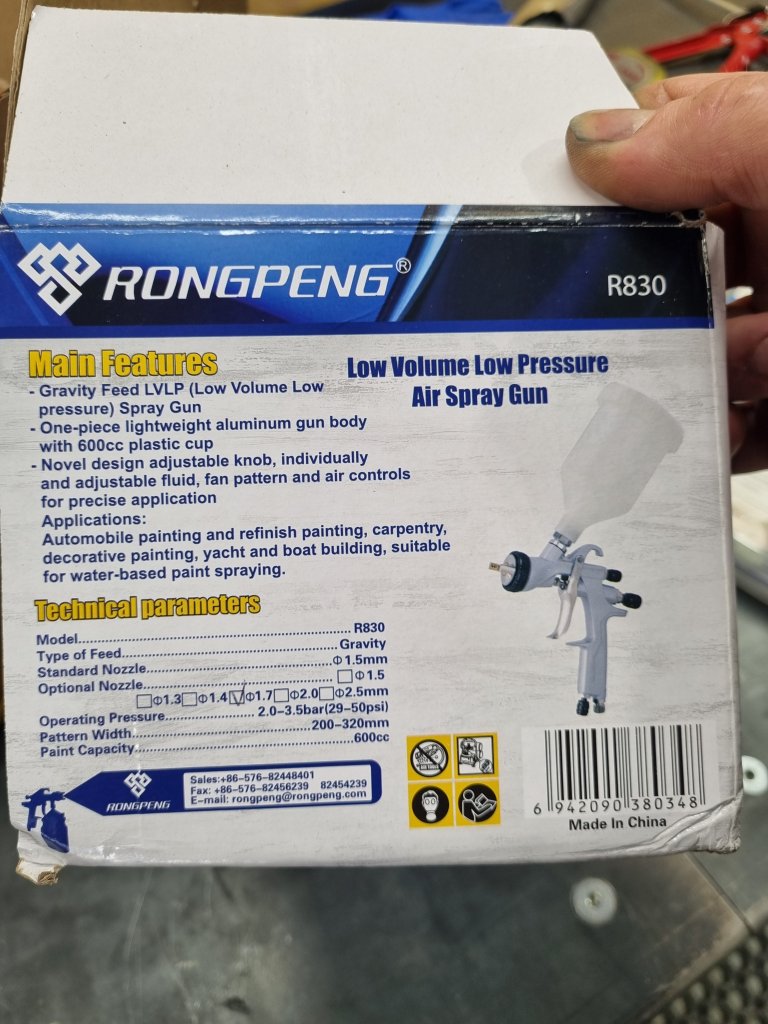 RONGPENG®
R830
Main Features
- Gravity Feed LVLP (Low Volume Low
pressure) Spray Gun
- One-piece lightweight aluminum gun body
with 600cc plastic cup
- Novel design adjustable knob, individually
and adjustable fluid, fan pattern and air controls
for precise application
Applications:
Automobile painting and refinish painting, carpentry,
decorative painting, yacht and boat building, suitable
for water-based paint spraying.
Low Volume Low Pressure
Air Spray Gun
Technical parameters
Model.......................................................... R830
Type of Feed.................................................Gravity
Standard Nozzle............................................Φ1.5mm
Optional Nozzle.............................................□Φ1.5
□Φ1.3□Φ1.4☑Φ1.7□Φ2.0□Φ2.5mm
Operating Pressure..................... 2.0-3.5bar(29-50psi)
Pattern Width.........................................200-320mm
Paint Capacity...............................................600cc
RONGPENG
Sales:+86-576-82448401
Fax: +86-576-82456239 82454239
E-mail: rongpeng@rongpeng.com
6 942090 380348
Made In China